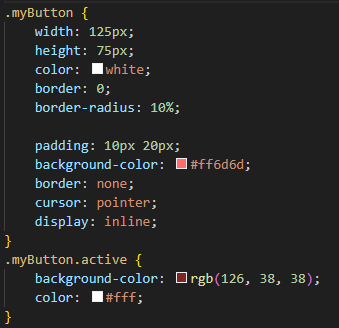 .myButton {
width: 125px;
height: 75px;
color: white;
border: 0;
border-radius: 10%;
padding: 10px 20px;
background-color: #ff6d6d;
border: none;
cursor: pointer;
display: inline;
}
.myButton.active {
background-color: rgb(126, 38, 38);
color: #fff;
}